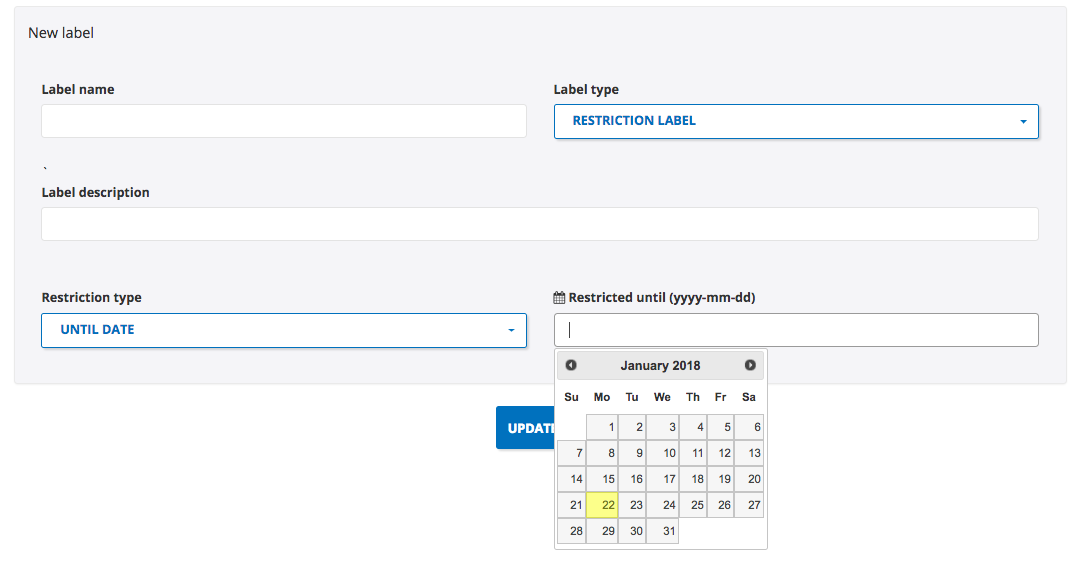 New label
Label name
Label type
RESTRICTION LABEL
`
Label description
Restriction type
Restricted until (yyyy-mm-dd)
UNTIL DATE
January 2018
Su Mo Tu We Th Fr Sa
1 2 3 4 5 6
7 8 9 10 11 12 13
14 15 16 17 18 19 20
21 22 23 24 25 26 27
28 29 30 31